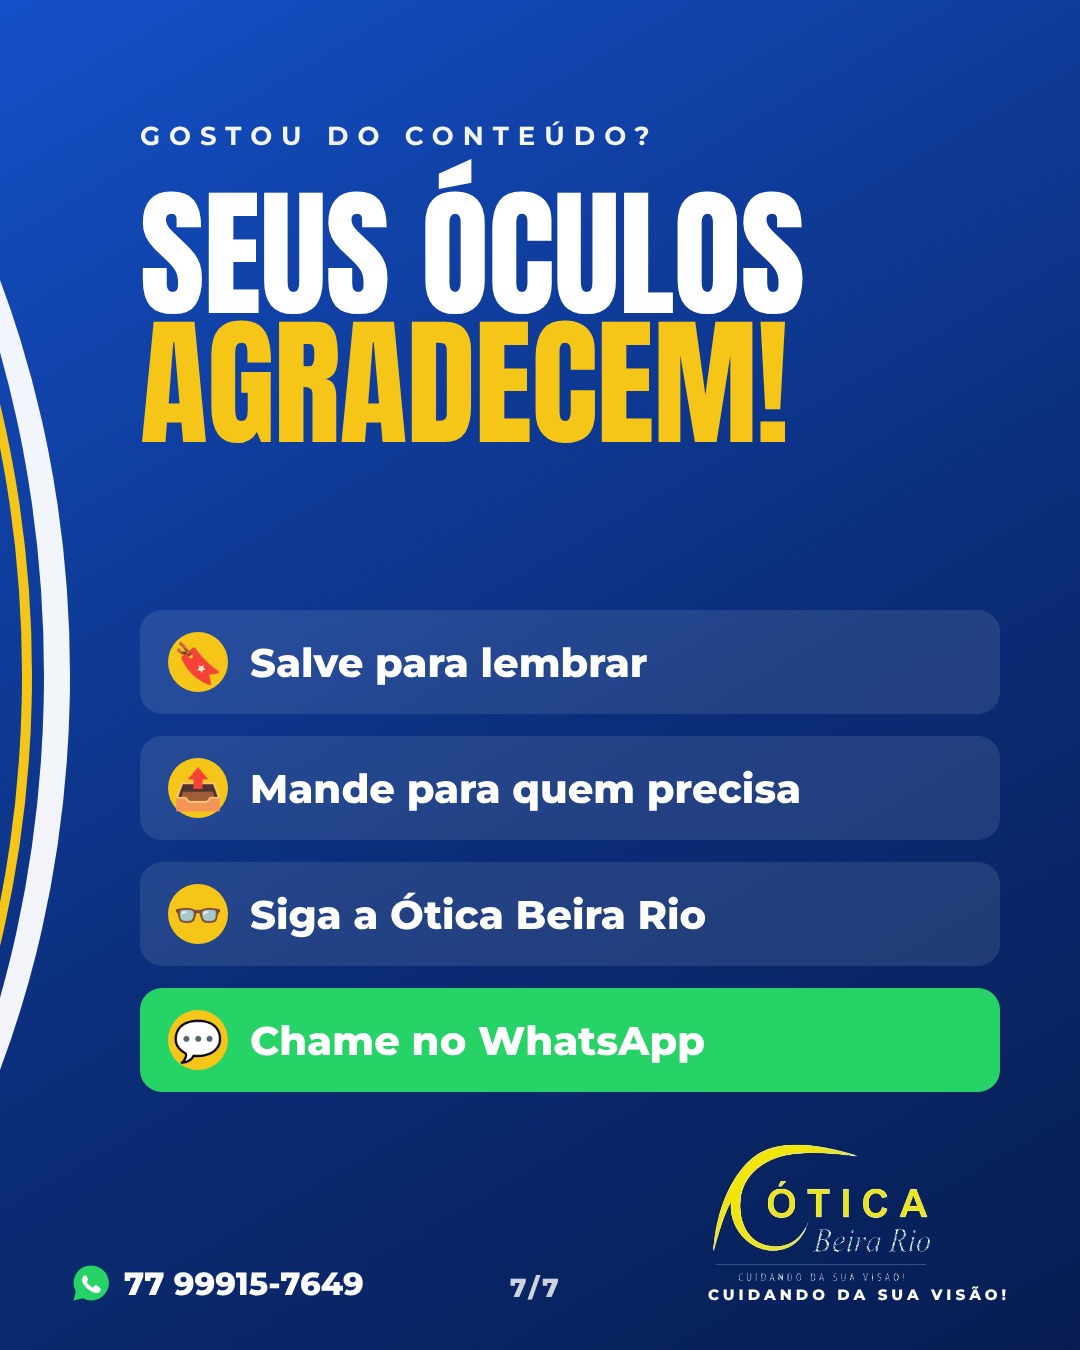 GOSTOU DO CONTEÚDO?
SEUS ÓCULOS
AGRADECEM!
Salve para lembrar
Mande para quem precisa
Siga a Ótica Beira Rio
Chame no WhatsApp
ÓTICA
Beira Rio
CUIDANDO DA SUA VISÃO!
CUIDANDO DA SUA VISÃO!
77 99915-7649
7/7